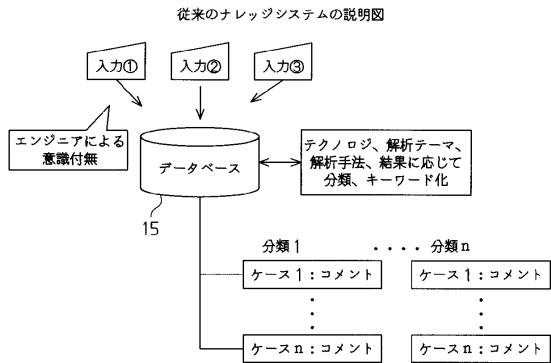 従来のナレッジシステムの説明図
入力① 入力② 入力③
エンジニアによる
意識付無
データベース
テクノロジ、解析テーマ、
解析手法、結果に応じて
分類、キーワード化
15
分類1 ・・・・ 分類n
ケース1:コメント ケース1:コメント
ケースn:コメント ケースn:コメント